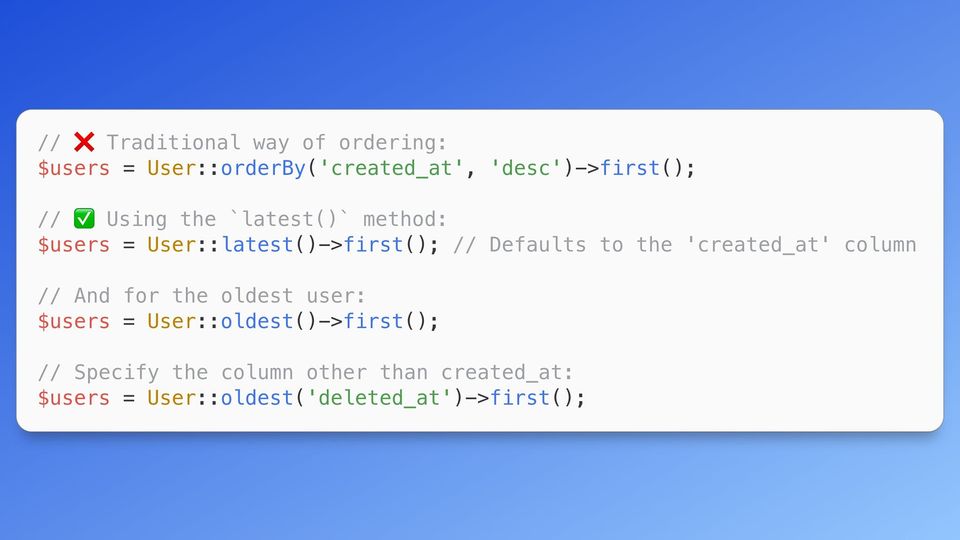 // ❌ Traditional way of ordering:
$users = User::orderBy('created_at', 'desc')->first();
// ✅ Using the `latest()` method:
$users = User::latest()->first(); // Defaults to the 'created_at' column
// And for the oldest user:
$users = User::oldest()->first();
// Specify the column other than created_at:
$users = User::oldest('deleted_at')->first();